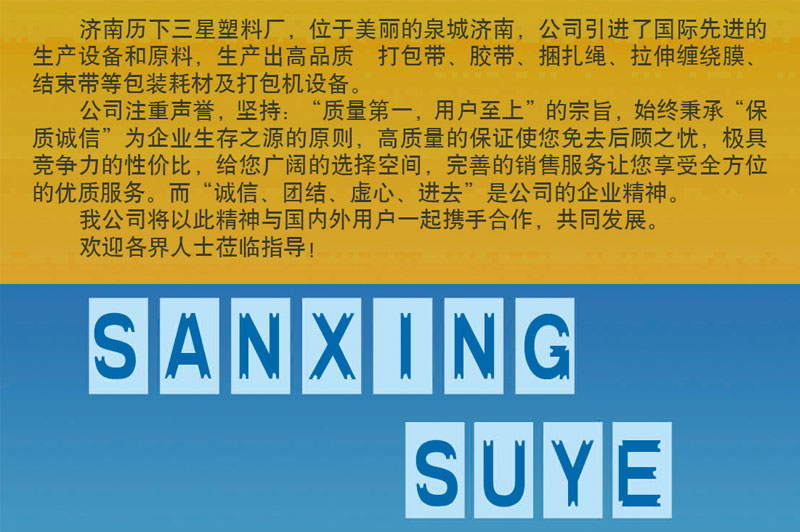 济南历下三星塑料厂，位于美丽的泉城济南，公司引进了国际先进的
生产设备和原料，生产出高品质　打包带、胶带、捆扎绳、拉伸缠绕膜、
结束带等包装耗材及打包机设备。
公司注重声誉，坚持：“质量第一，用户至上”的宗旨，始终秉承“保
质诚信”为企业生存之源的原则，高质量的保证使您免去后顾之忧，极具
竞争力的性价比，给您广阔的选择空间，完善的销售服务让您享受全方位
的优质服务。而“诚信、团结、虚心、进去”是公司的企业精神。
我公司将以此精神与国内外用户一起携手合作，共同发展。
欢迎各界人士莅临指导！
SANXING
SUYE